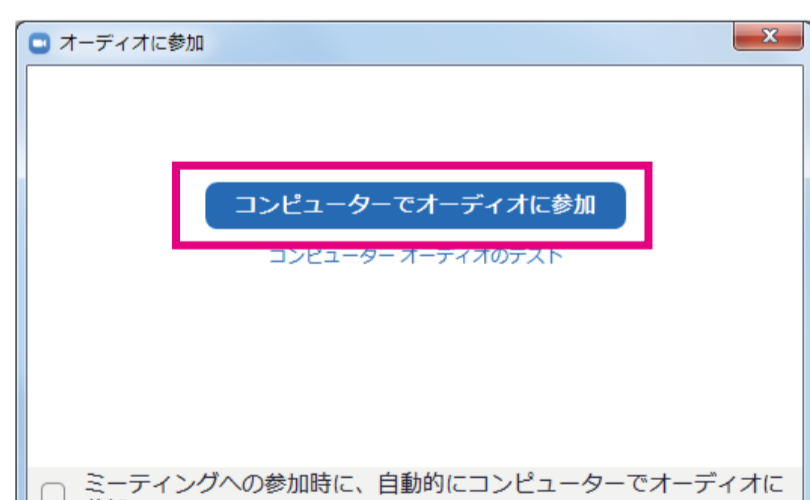 オーディオに参加
コンピューターでオーディオに参加
コンピューター オーディオのテスト
ミーティングへの参加時に、自動的にコンピューターでオーディオに